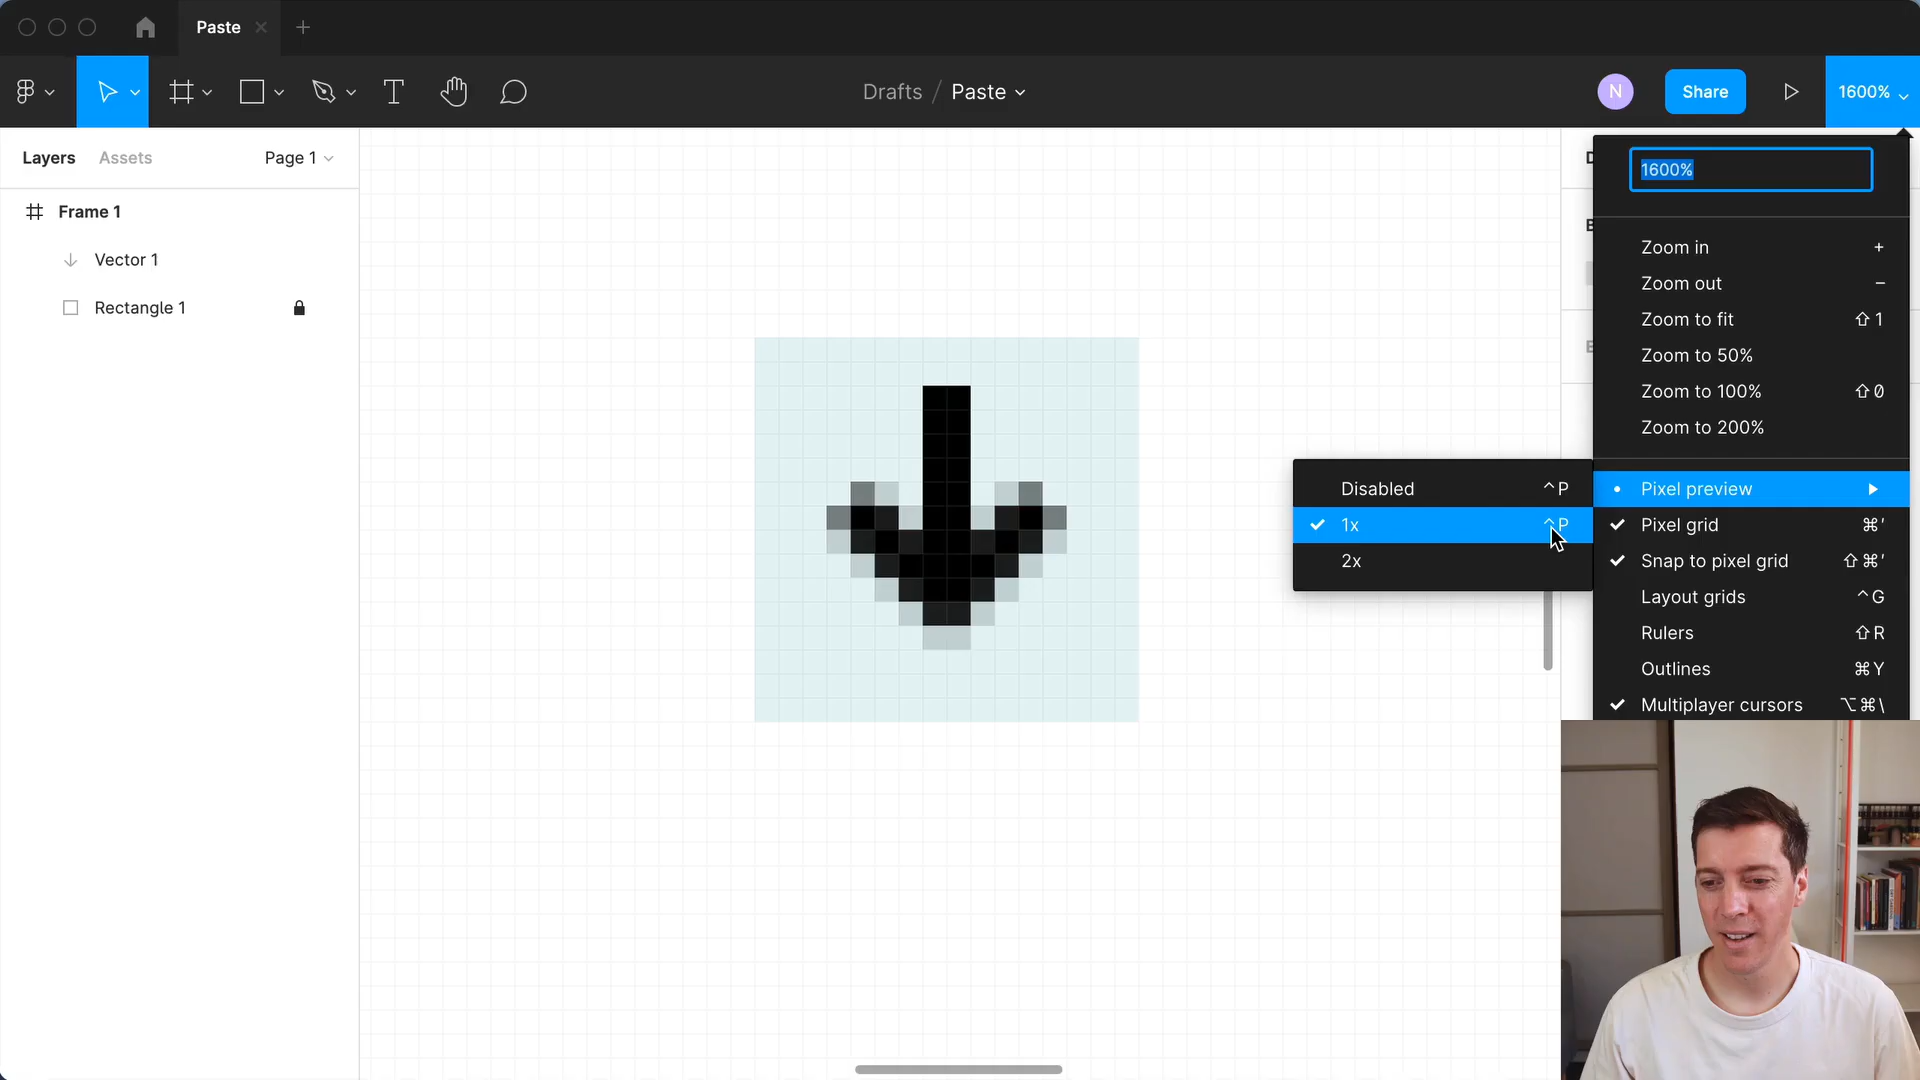 Paste
Drafts / Paste
N
Share
1600%
Layers
Assets
Page 1
Frame 1
Vector 1
Rectangle 1
1600%
Zoom in +
Zoom out −
Zoom to fit ⇧1
Zoom to 50%
Zoom to 100% ⇧0
Zoom to 200%
Pixel preview
Pixel grid ⌘'
Snap to pixel grid ⇧⌘'
Layout grids ^G
Rulers ⇧R
Outlines ⌘Y
Multiplayer cursors ⌥⌘\
Disabled ^P
1x ^P
2x